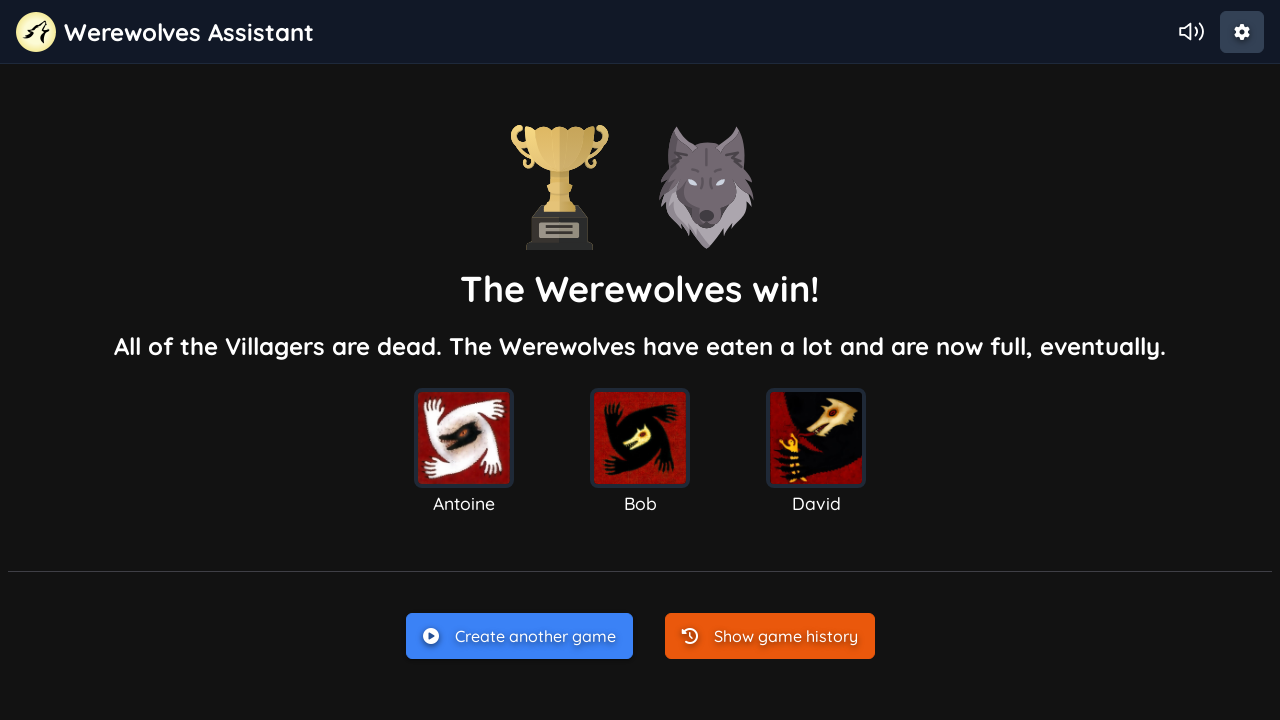 Werewolves Assistant
The Werewolves win!
All of the Villagers are dead. The Werewolves have eaten a lot and are now full, eventually.
Antoine
Bob
David
Create another game
Show game history